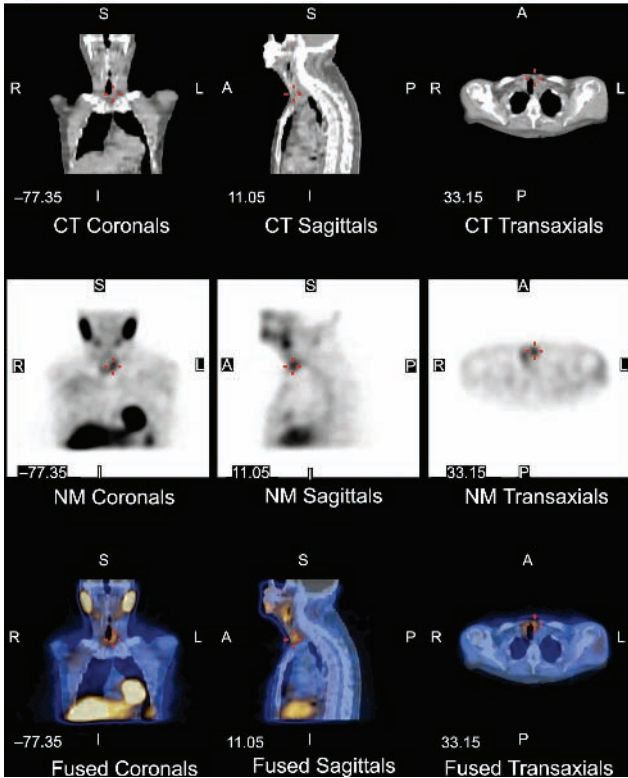 S S A
R L A P R L
-77.35 I 11.05 I 33.15 P
CT Coronals CT Sagittals CT Transaxials
S S A
R L A P R L
-77.35 I 11.05 I 33.15 P
NM Coronals NM Sagittals NM Transaxials
S S A
R L A P R L
-77.35 I 11.05 I 33.15 P
Fused Coronals Fused Sagittals Fused Transaxials